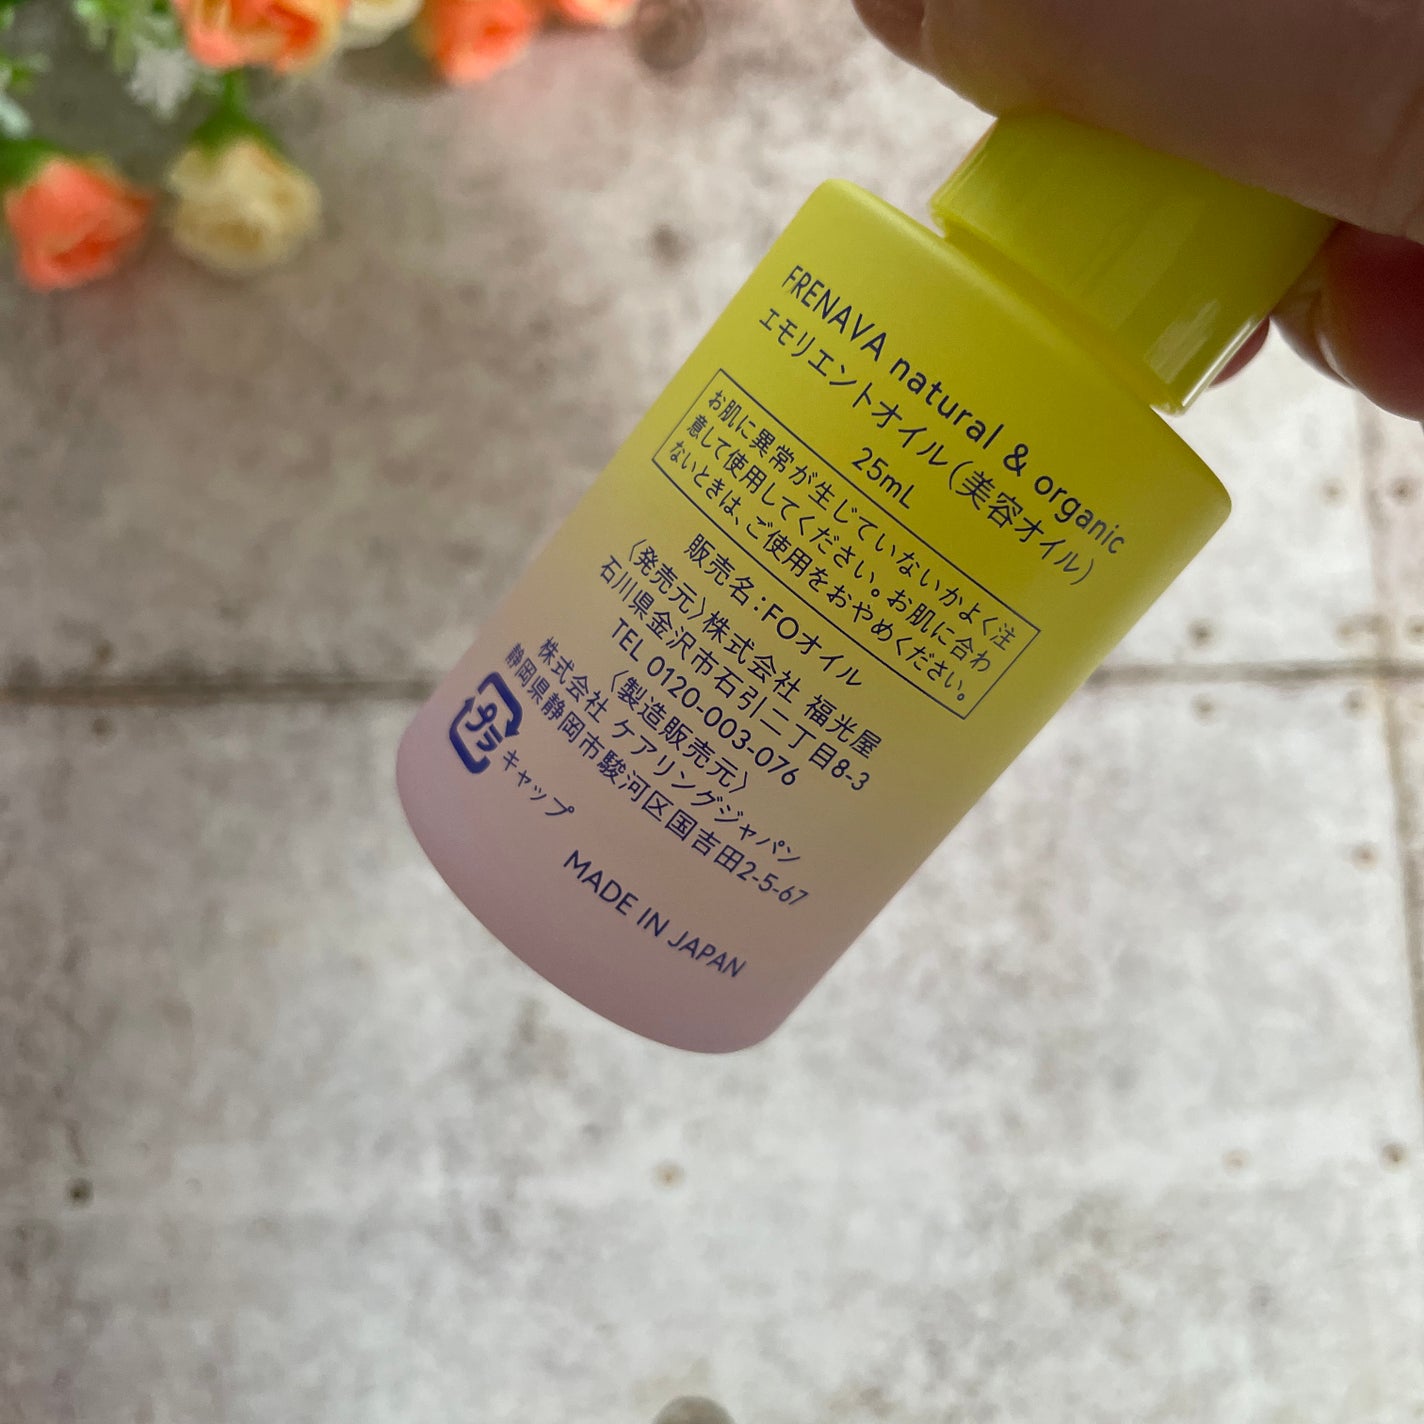 FRENAVA natural & organic
エモリエントオイル(美容オイル)
25mL
お肌に異常が生じていないかよく注
意して使用してください。お肌に合わ
ないときは、ご使用をおやめください。
販売名:FOオイル
〈発売元〉株式会社 福光屋
石川県金沢市石引二丁目8-3
TEL 0120-003-076
〈製造販売元〉
株式会社 ケアリングジャパン
静岡県静岡市駿河区国吉田2-5-67
プラ キャップ
MADE IN JAPAN